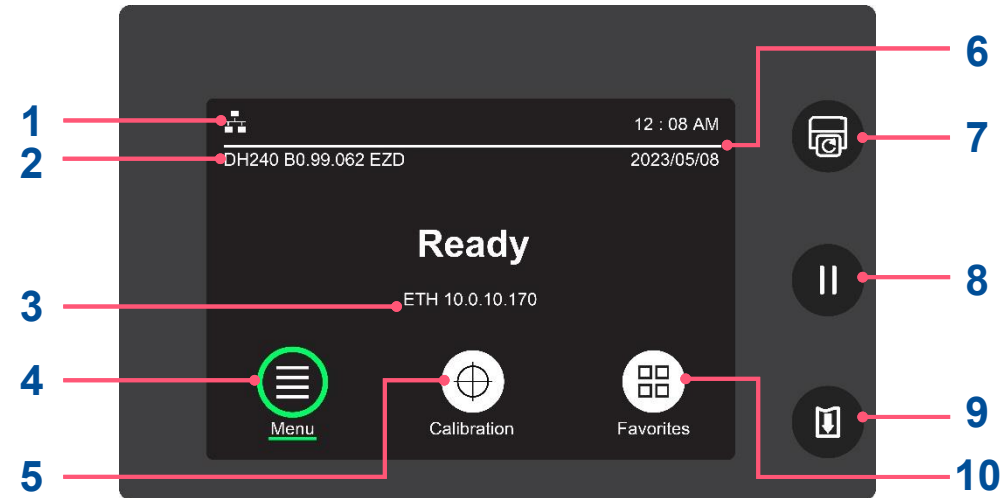 6
1
12 : 08 AM
7
2
DH240 B0.99.062 EZD
2023/05/08
Ready
8
3
ETH 10.0.10.170
4
Menu
Calibration
Favorites
9
5
10